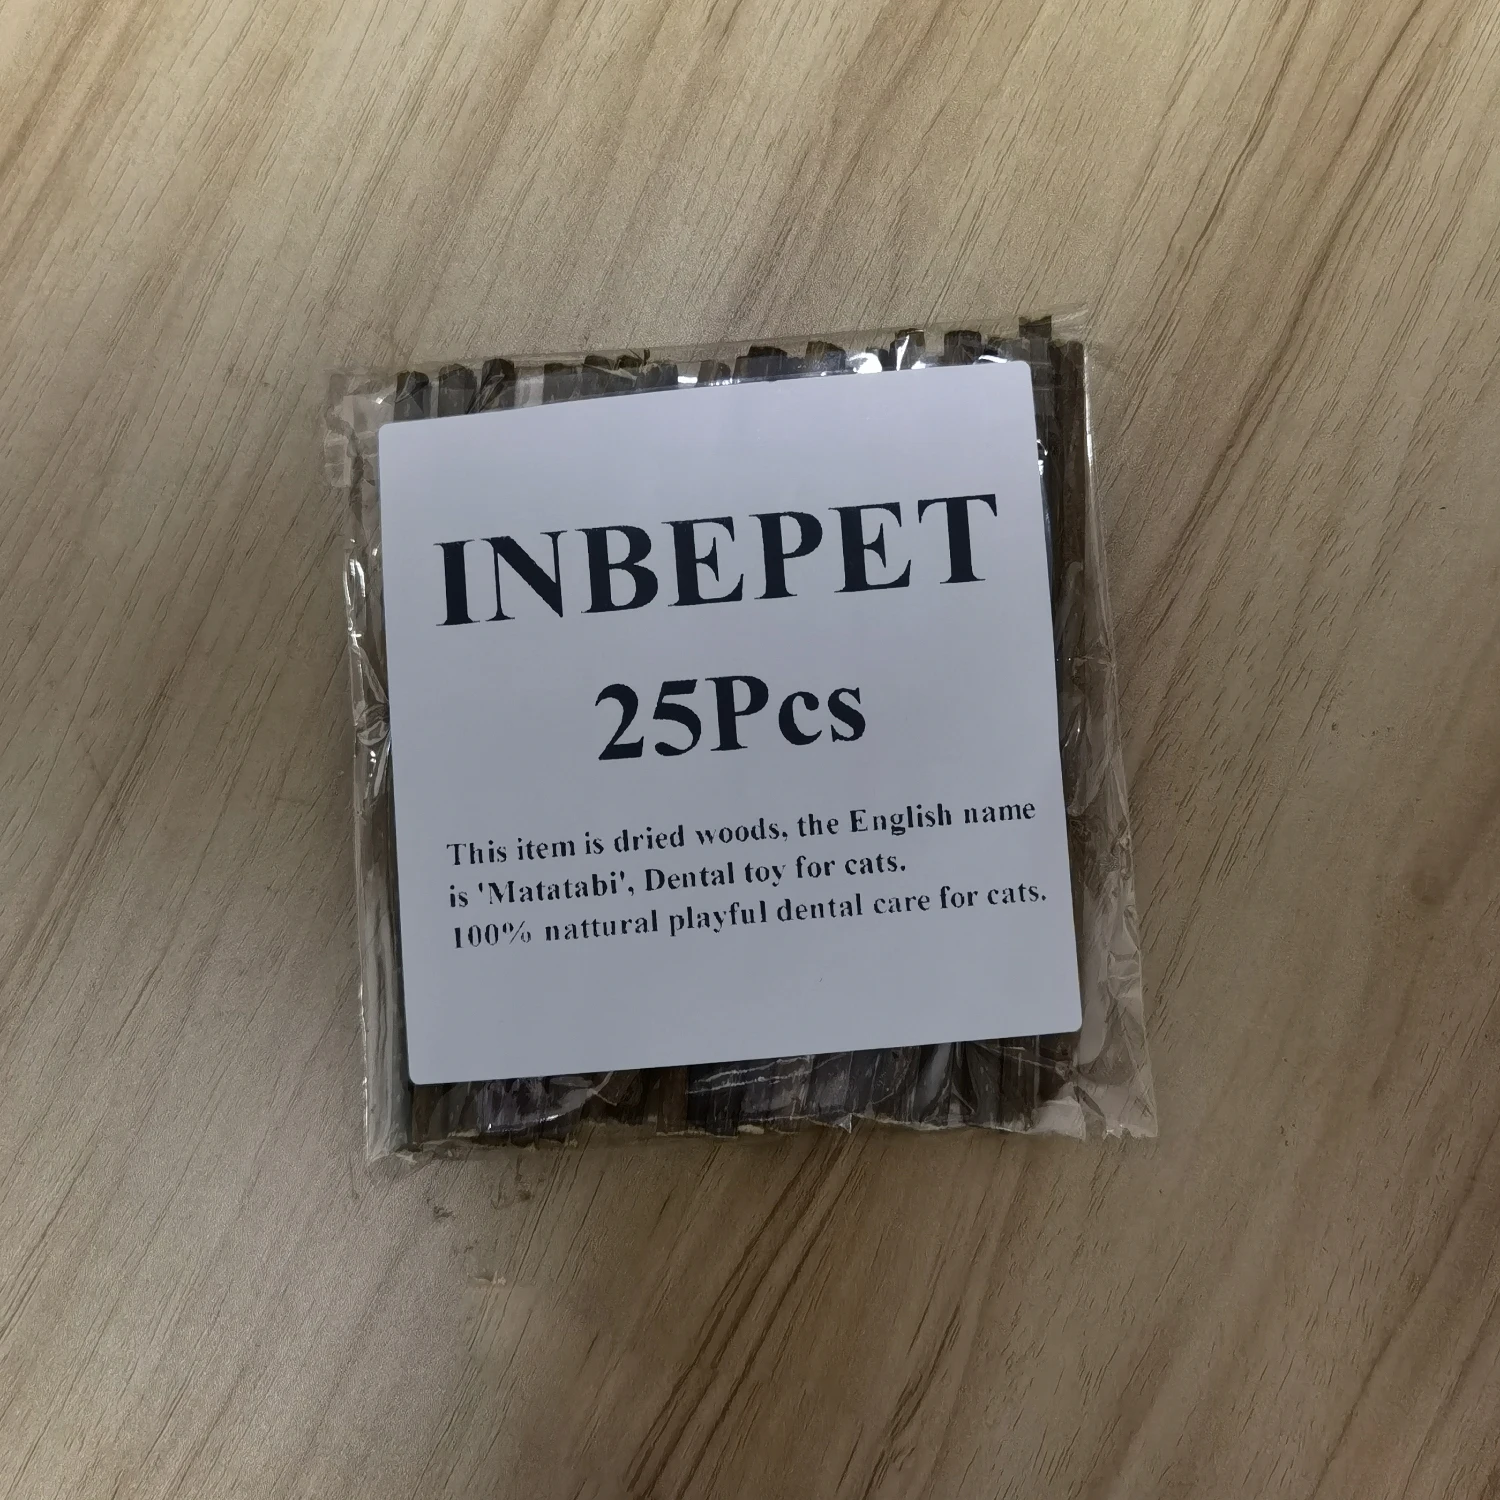 INBEPET
25Pcs
This item is dried woods, the English name
is 'Matatabi', Dental toy for cats.
100% nattural playful dental care for cats.